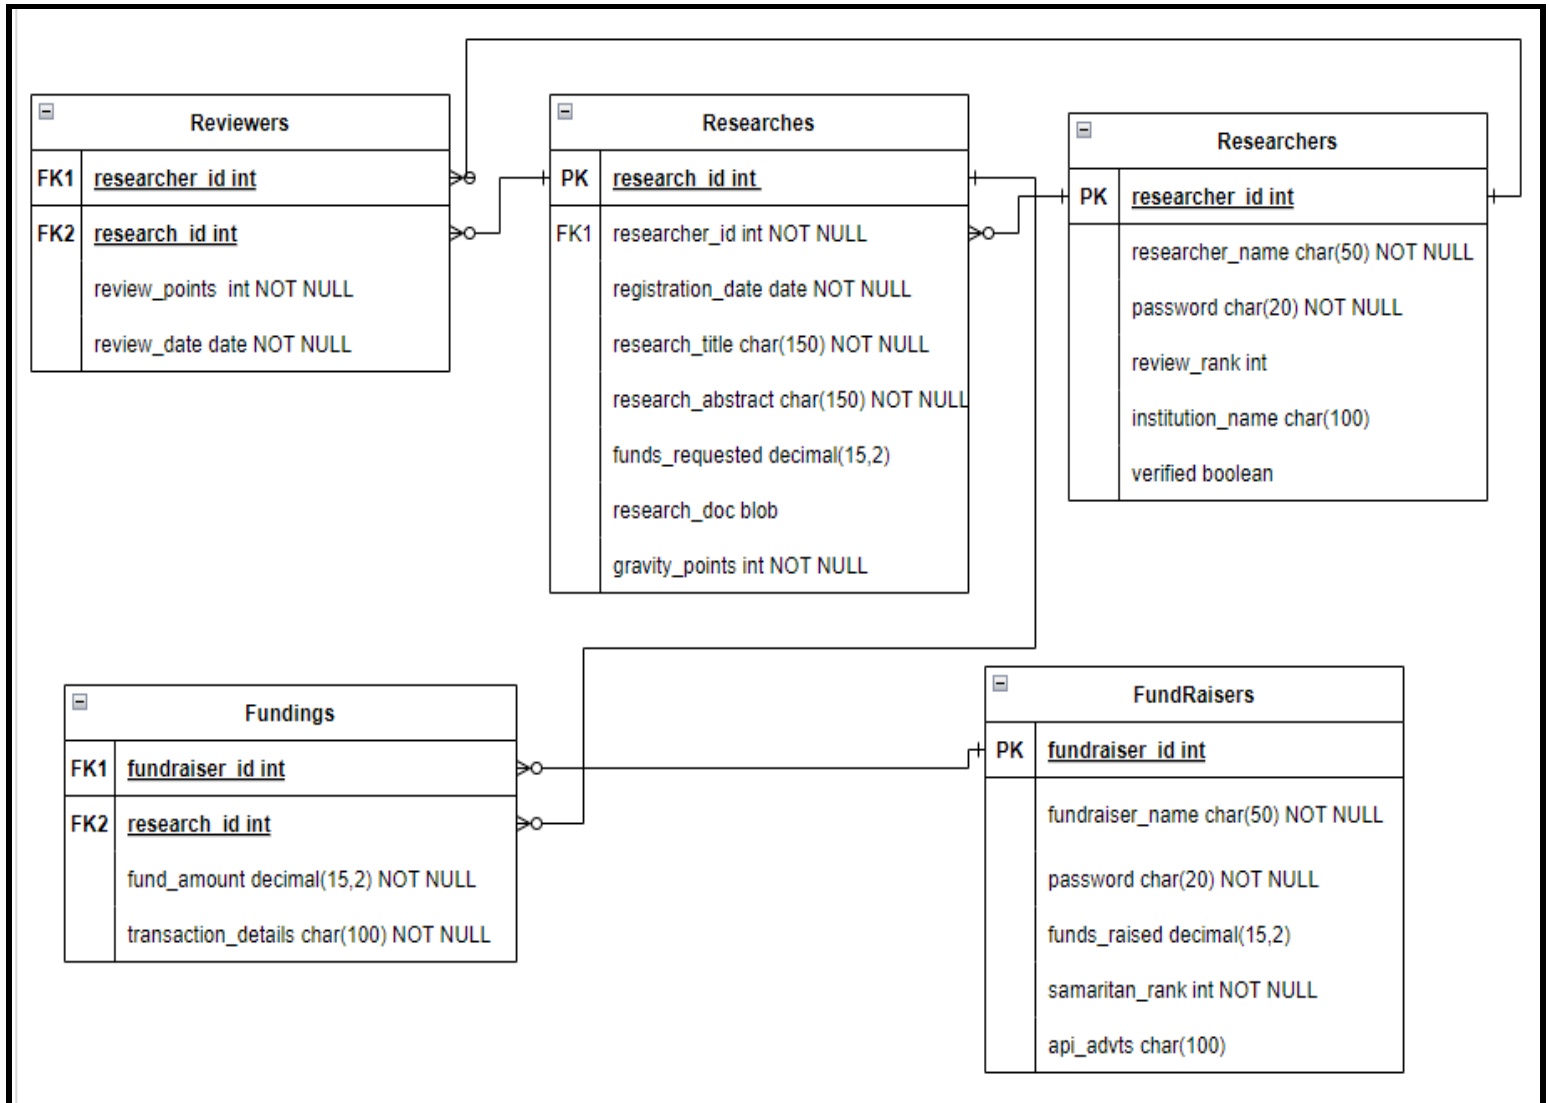 Reviewers
FK1 researcher_id int
FK2 research_id int
review_points  int NOT NULL
review_date date NOT NULL
Researches
PK research_id int
FK1 researcher_id int NOT NULL
registration_date date NOT NULL
research_title char(150) NOT NULL
research_abstract char(150) NOT NULL
funds_requested decimal(15,2)
research_doc blob
gravity_points int NOT NULL
Researchers
PK researcher_id int
researcher_name char(50) NOT NULL
password char(20) NOT NULL
review_rank int
institution_name char(100)
verified boolean
Fundings
FK1 fundraiser_id int
FK2 research_id int
fund_amount decimal(15,2) NOT NULL
transaction_details char(100) NOT NULL
FundRaisers
PK fundraiser_id int
fundraiser_name char(50) NOT NULL
password char(20) NOT NULL
funds_raised decimal(15,2)
samaritan_rank int NOT NULL
api_advts char(100)